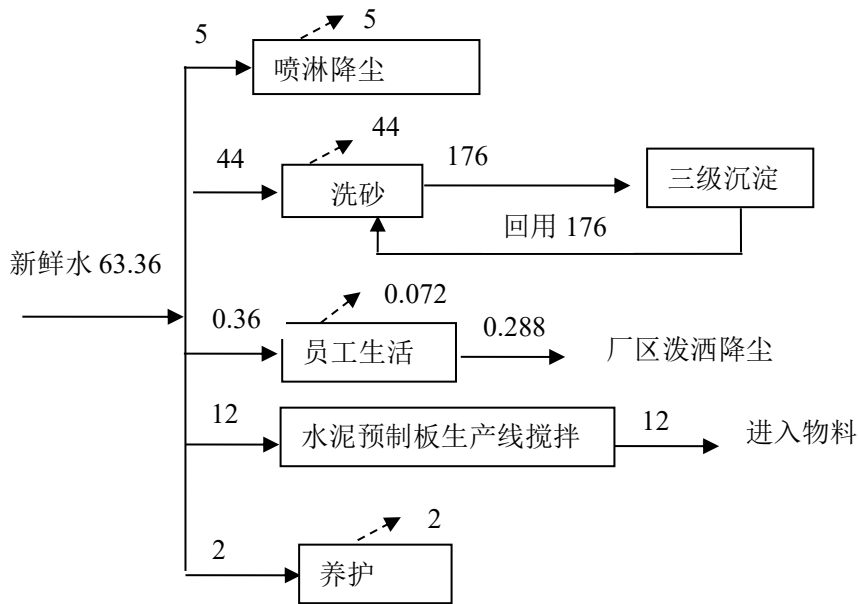 5
5
喷淋降尘
44
44
176
洗砂
三级沉淀
回用 176
新鲜水 63.36
0.36
0.072
0.288
员工生活
厂区泼洒降尘
12
水泥预制板生产线搅拌
12
进入物料
2
2
养护